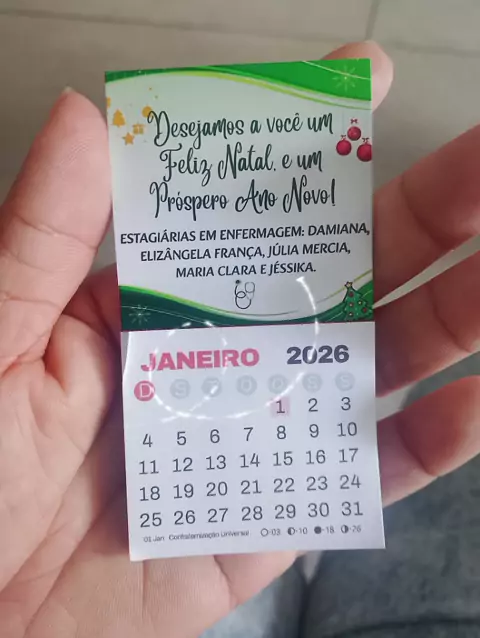 Desejamos a você um
Feliz Natal, e um
Próspero Ano Novo!
ESTAGIÁRIAS EM ENFERMAGEM: DAMIANA,
ELIZÂNGELA FRANÇA, JÚLIA MERCIA,
MARIA CLARA E JÉSSIKA.
JANEIRO 2026
D S T Q Q S S
1 2 3
4 5 6 7 8 9 10
11 12 13 14 15 16 17
18 19 20 21 22 23 24
25 26 27 28 29 30 31
01 Jan Confraternização Universal 03 10 18 26